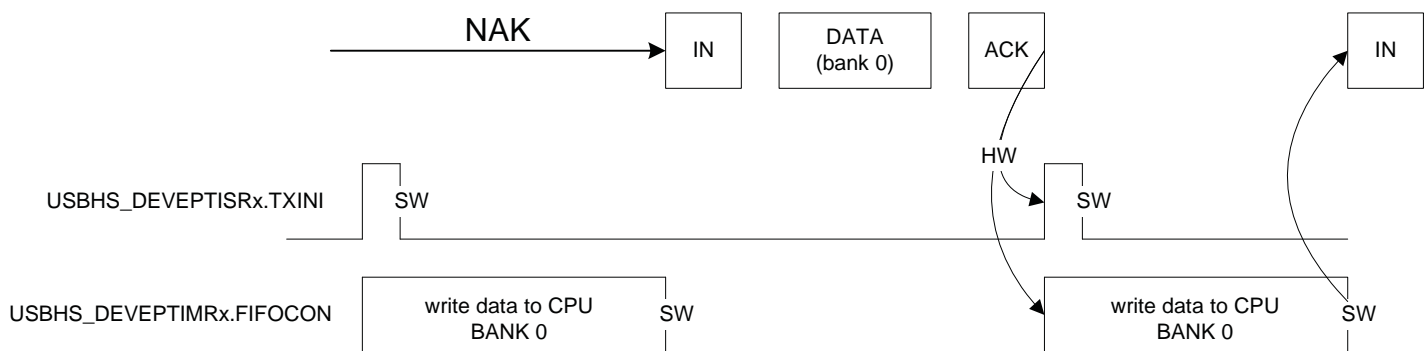 NAK
IN
DATA
(bank 0)
ACK
IN
HW
USBHS_DEVEPTISRx.TXINI
SW
SW
USBHS_DEVEPTIMRx.FIFOCON
write data to CPU
BANK 0
SW
write data to CPU
BANK 0
SW